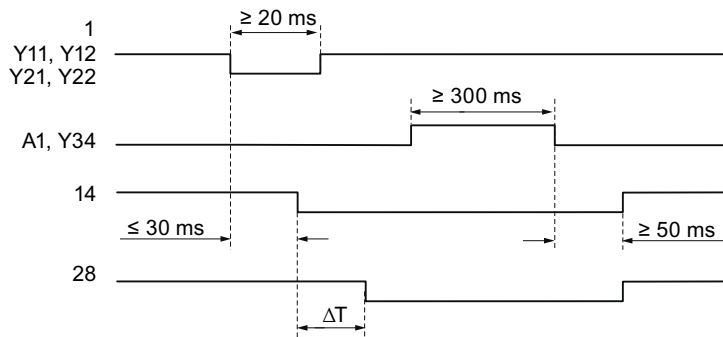 1
≥ 20 ms
Y11, Y12
Y21, Y22
≥ 300 ms
A1, Y34
14
≤ 30 ms
≥ 50 ms
28
ΔT